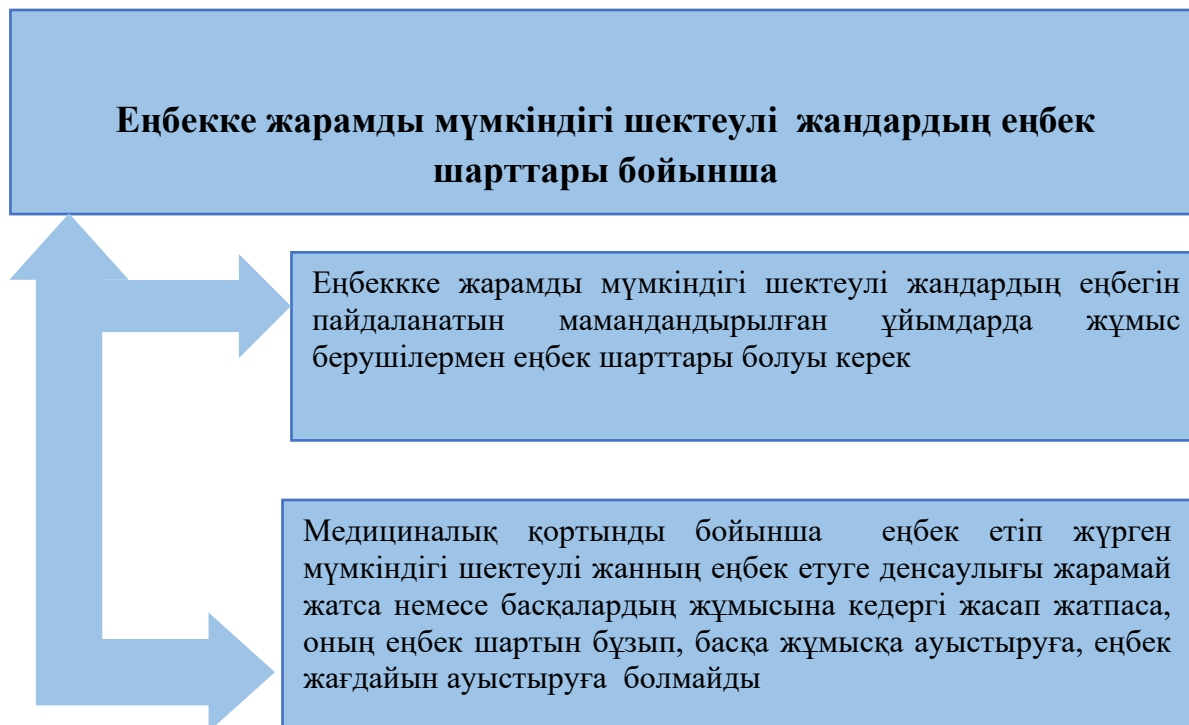 Еңбекке жарамды мүмкіндігі шектеулі жандардың еңбек
шарттары бойынша
Еңбеккке жарамды мүмкіндігі шектеулі жандардың еңбегін
пайдаланатын мамандандырылған ұйымдарда жұмыс
берушілермен еңбек шарттары болуы керек
Медициналық қортынды бойынша еңбек етіп жүрген
мүмкіндігі шектеулі жанның еңбек етуге денсаулығы жарамай
жатса немесе басқалардың жұмысына кедергі жасап жатпаса,
оның еңбек шартын бұзып, басқа жұмысқа ауыстыруға, еңбек
жағдайын ауыстыруға болмайды